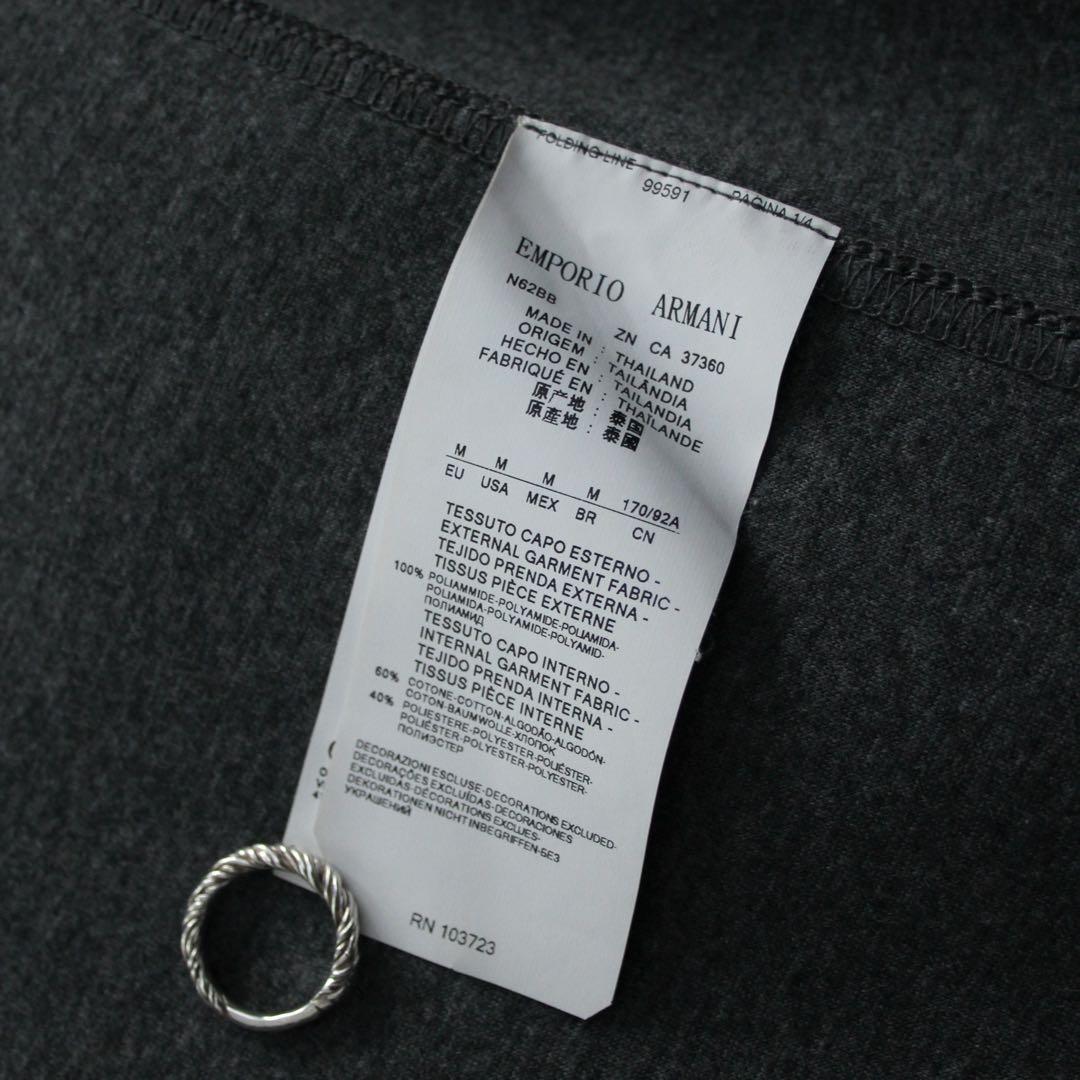 FOLDING LINE
99591
PAGINA 1/4
EMPORIO ARMANI
N62BB ZN CA 37360
MADE IN : THAILAND
ORIGEM : TAILÂNDIA
HECHO EN : TAILANDIA
FABRIQUÉ EN : THAÏLANDE
原产地 : 泰国
原產地 : 泰國
M M M M 170/92A
EU USA MEX BR CN
TESSUTO CAPO ESTERNO -
EXTERNAL GARMENT FABRIC -
TEJIDO PRENDA EXTERNA -
TISSUS PIÈCE EXTERNE
100% POLIAMMIDE-POLYAMIDE-POLIAMIDA-
POLIAMIDA-POLYAMIDE-POLYAMID-
ПОЛИАМИД
TESSUTO CAPO INTERNO -
INTERNAL GARMENT FABRIC -
TEJIDO PRENDA INTERNA -
TISSUS PIÈCE INTERNE
60% COTONE-COTTON-ALGODÃO-ALGODÓN-
COTON-BAUMWOLLE-ХЛОПОК
40% POLIESTERE-POLYESTER-POLIÉSTER-
POLIÉSTER-POLYESTER-POLYESTER-
ПОЛИЭСТЕР
DECORAZIONI ESCLUSE-DECORATIONS EXCLUDED-
DECORAÇÕES EXCLUÍDAS-DECORACIONES
EXCLUIDAS-DÉCORATIONS EXCLUES-
DEKORATIONEN NICHT INBEGRIFFEN-БЕЗ
УКРАШЕНИЙ
RN 103723